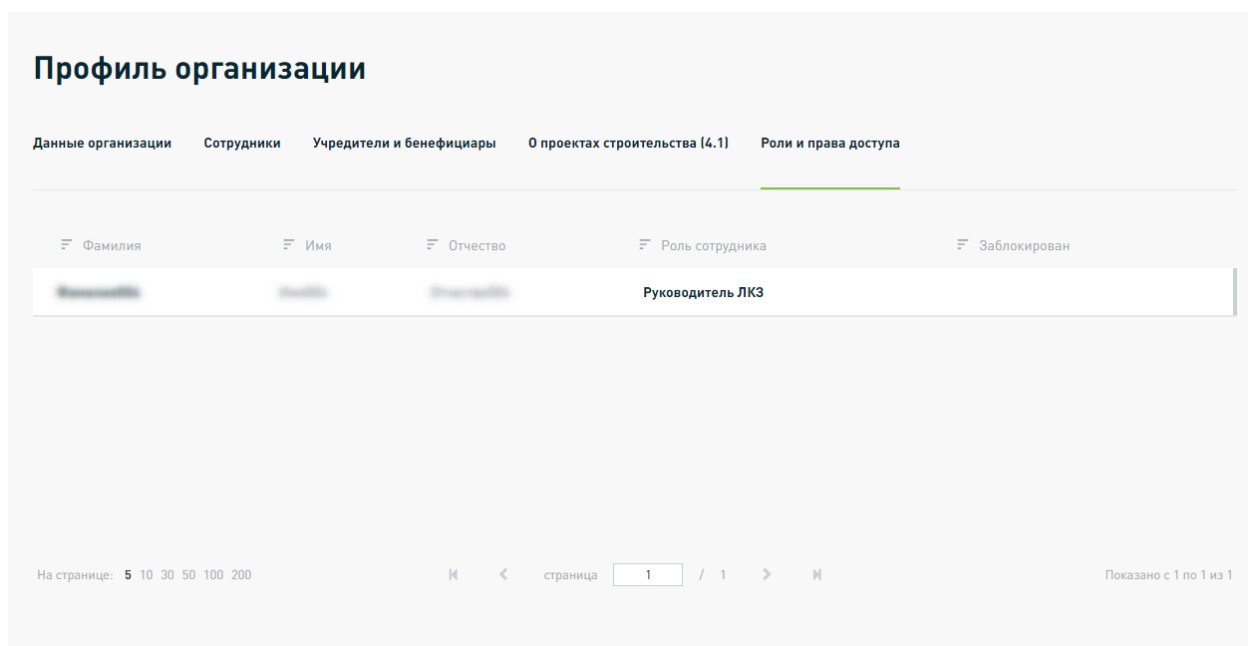 Профиль организации
Данные организации Сотрудники Учредители и бенефициары О проектах строительства (4.1) Роли и права доступа
Фамилия Имя Отчество Роль сотрудника Заблокирован
Руководитель ЛКЗ
На странице: 5 10 30 50 100 200 страница 1 / 1 Показано с 1 по 1 из 1